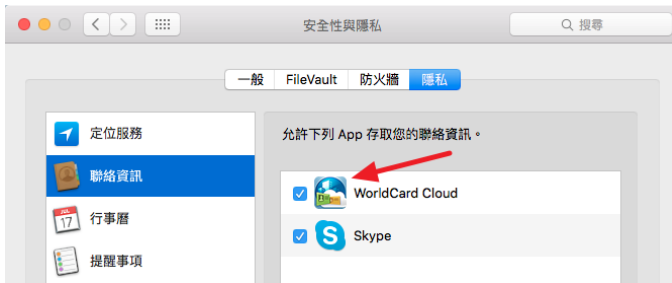 安全性與隱私
搜尋
一般 FileVault 防火牆 隱私
定位服務
聯絡資訊
行事曆
提醒事項
允許下列 App 存取您的聯絡資訊。
WorldCard Cloud
Skype
JUL
17